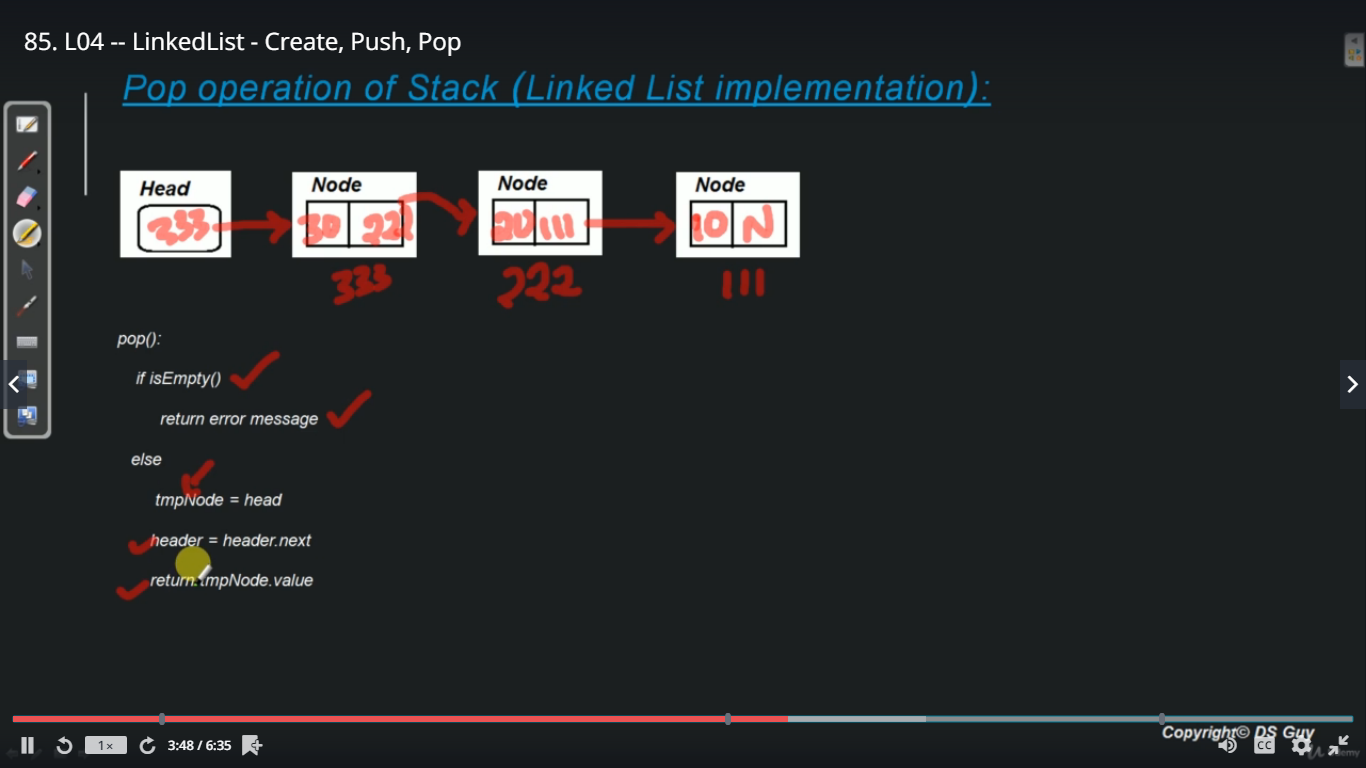 85. L04 -- LinkedList - Create, Push, Pop
Pop operation of Stack (Linked List implementation):
Head Node Node Node
333 30 222 20 111 10 N
333 222 111
pop():
if isEmpty()
return error message
else
tmpNode = head
header = header.next
return tmpNode.value
Copyright© DS Guy
1x 3:48 / 6:35 CC